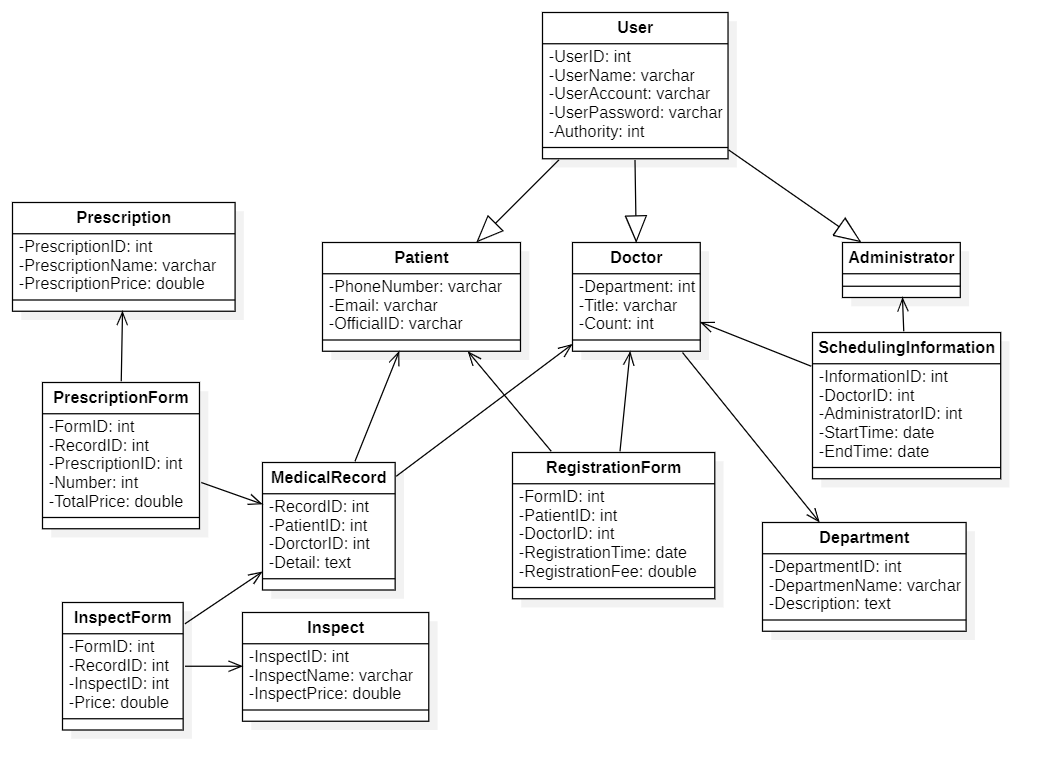 User
-UserID: int
-UserName: varchar
-UserAccount: varchar
-UserPassword: varchar
-Authority: int
Prescription
-PrescriptionID: int
-PrescriptionName: varchar
-PrescriptionPrice: double
Patient
-PhoneNumber: varchar
-Email: varchar
-OfficialID: varchar
Doctor
-Department: int
-Title: varchar
-Count: int
Administrator
SchedulingInformation
-InformationID: int
-DoctorID: int
-AdministratorID: int
-StartTime: date
-EndTime: date
PrescriptionForm
-FormID: int
-RecordID: int
-PrescriptionID: int
-Number: int
-TotalPrice: double
MedicalRecord
-RecordID: int
-PatientID: int
-DorctorID: int
-Detail: text
RegistrationForm
-FormID: int
-PatientID: int
-DoctorID: int
-RegistrationTime: date
-RegistrationFee: double
Department
-DepartmentID: int
-DepartmenName: varchar
-Description: text
InspectForm
-FormID: int
-RecordID: int
-InspectID: int
-Price: double
Inspect
-InspectID: int
-InspectName: varchar
-InspectPrice: double